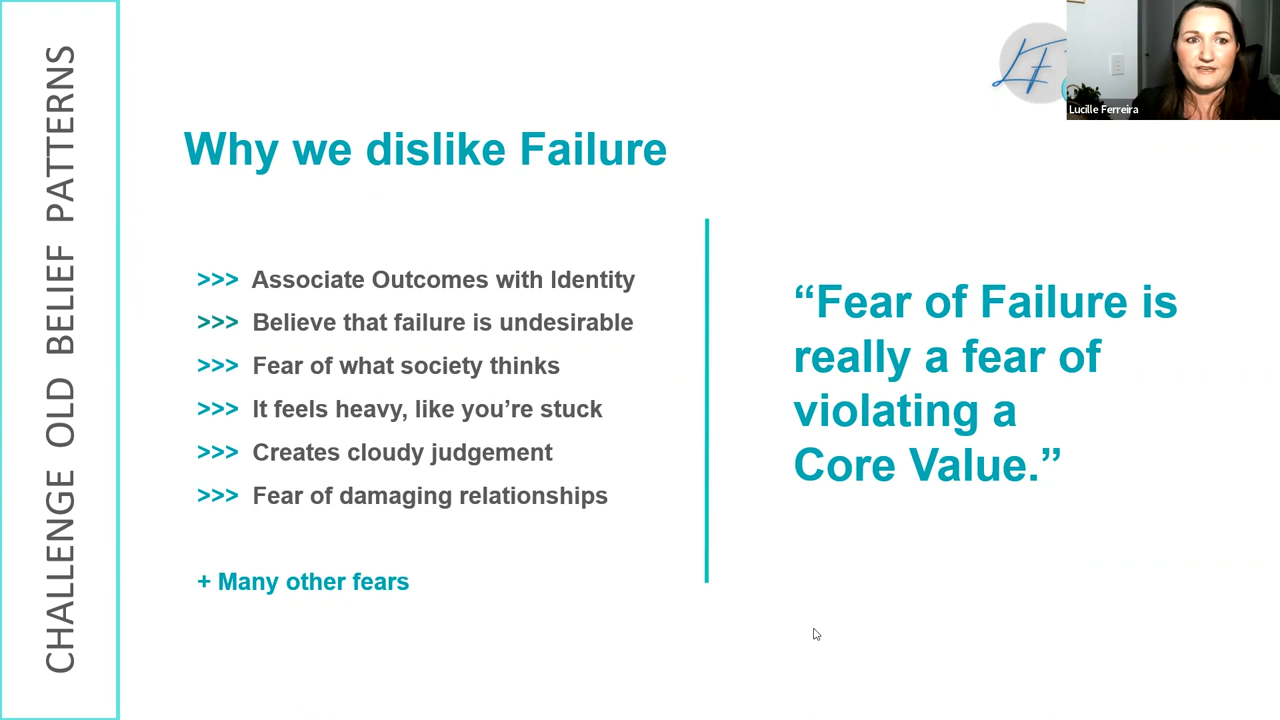 CHALLENGE OLD BELIEF PATTERNS
LF
Lucille Ferreira
Why we dislike Failure
>>> Associate Outcomes with Identity
>>> Believe that failure is undesirable
>>> Fear of what society thinks
>>> It feels heavy, like you’re stuck
>>> Creates cloudy judgement
>>> Fear of damaging relationships
+ Many other fears
“Fear of Failure is
really a fear of
violating a
Core Value.”